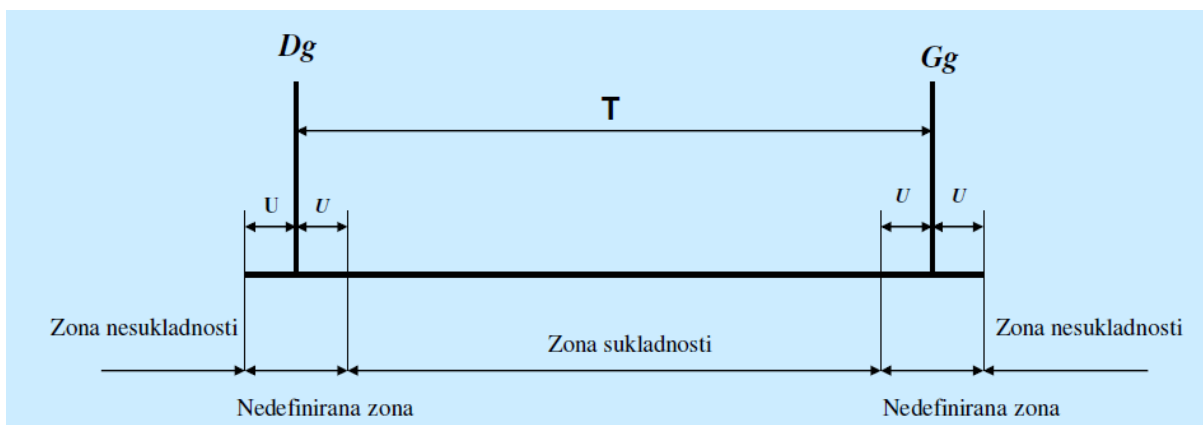 Dg
Gg
T
U
U
U
U
Zona nesukladnosti
Zona sukladnosti
Zona nesukladnosti
Nedefinirana zona
Nedefinirana zona